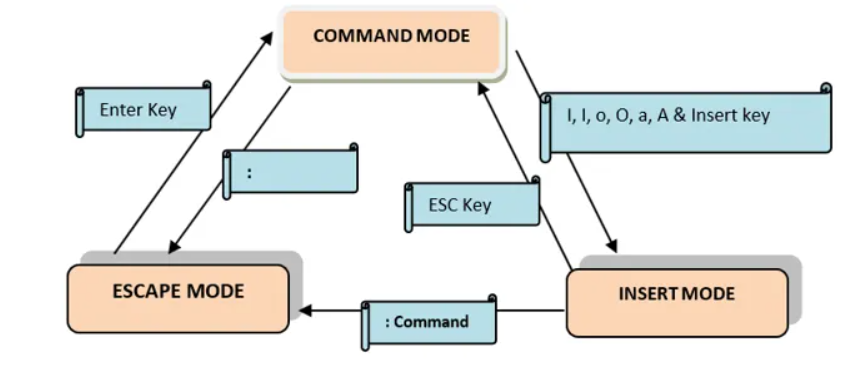 COMMAND MODE
Enter Key
I, I, o, O, a, A & Insert key
:
ESC Key
ESCAPE MODE
INSERT MODE
: Command